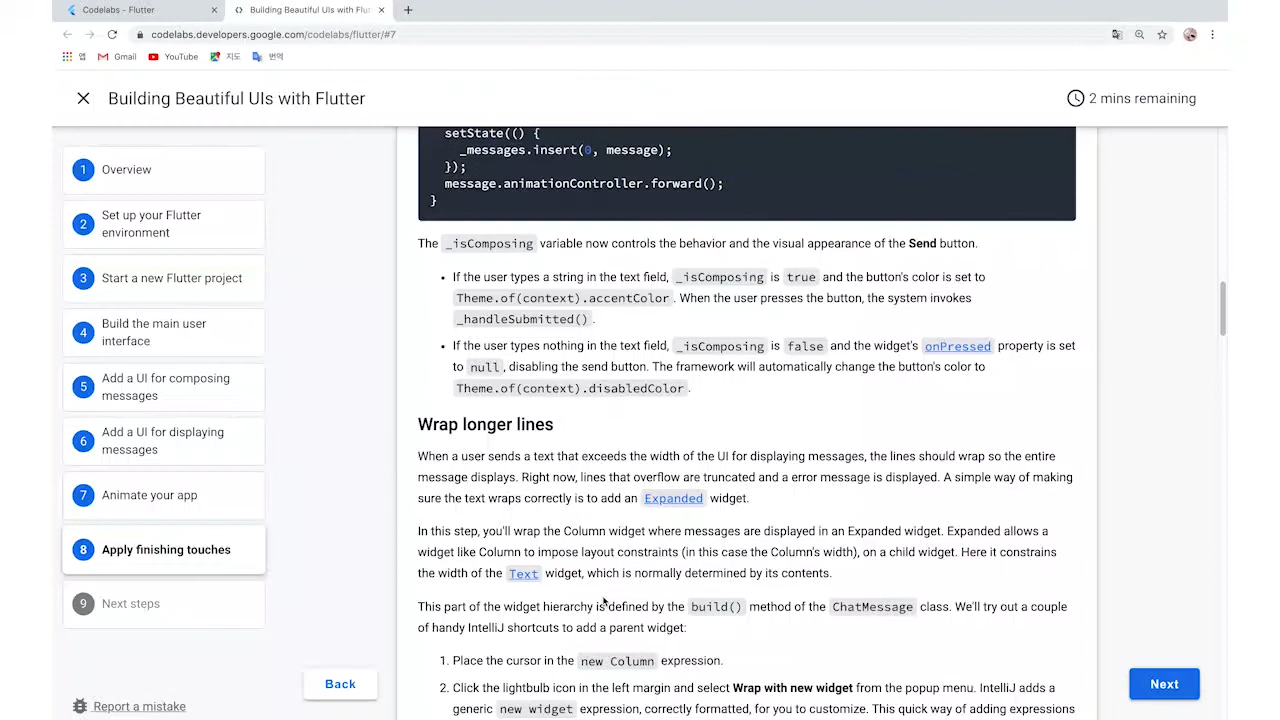 Codelabs - Flutter
Building Beautiful UIs with Flut
codelabs.developers.google.com/codelabs/flutter/#7
앱
Gmail
YouTube
지도
번역
Building Beautiful UIs with Flutter
2 mins remaining
1 Overview
2 Set up your Flutter
environment
3 Start a new Flutter project
4 Build the main user
interface
5 Add a UI for composing
messages
6 Add a UI for displaying
messages
7 Animate your app
8 Apply finishing touches
9 Next steps
Report a mistake
setState(() {
_messages.insert(0, message);
});
message.animationController.forward();
}
The _isComposing variable now controls the behavior and the visual appearance of the Send button.
• If the user types a string in the text field, _isComposing is true and the button's color is set to
Theme.of(context).accentColor. When the user presses the button, the system invokes
_handleSubmitted().
• If the user types nothing in the text field, _isComposing is false and the widget's onPressed property is set
to null, disabling the send button. The framework will automatically change the button's color to
Theme.of(context).disabledColor.
Wrap longer lines
When a user sends a text that exceeds the width of the UI for displaying messages, the lines should wrap so the entire
message displays. Right now, lines that overflow are truncated and a error message is displayed. A simple way of making
sure the text wraps correctly is to add an Expanded widget.
In this step, you'll wrap the Column widget where messages are displayed in an Expanded widget. Expanded allows a
widget like Column to impose layout constraints (in this case the Column's width), on a child widget. Here it constrains
the width of the Text widget, which is normally determined by its contents.
This part of the widget hierarchy is defined by the build() method of the ChatMessage class. We'll try out a couple
of handy IntelliJ shortcuts to add a parent widget:
1. Place the cursor in the new Column expression.
2. Click the lightbulb icon in the left margin and select Wrap with new widget from the popup menu. IntelliJ adds a
generic new widget expression, correctly formatted, for you to customize. This quick way of adding expressions
Back
Next